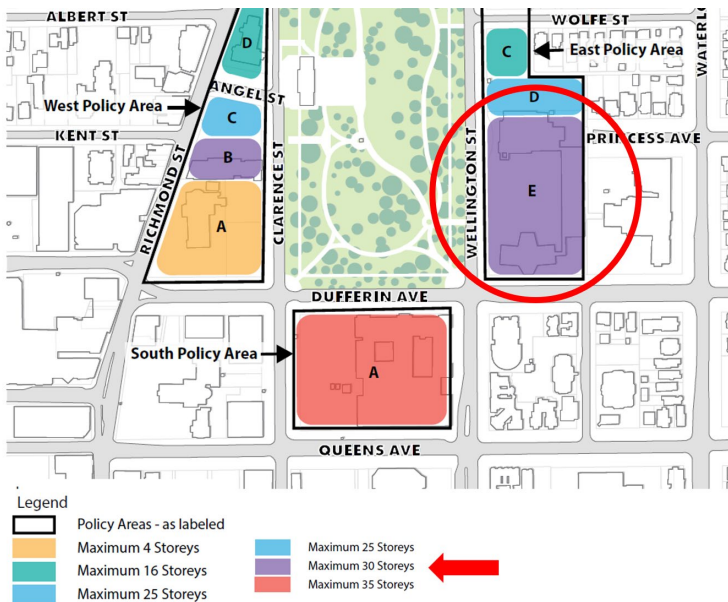 ALBERT ST
WOLFE ST
WATERLO
D
C
East Policy Area
ANGEL ST
West Policy Area
D
C
KENT ST
PRINCESS AVE
B
RICHMOND ST
CLARENCE ST
WELLINGTON ST
E
A
DUFFERIN AVE
South Policy Area
A
QUEENS AVE
Legend
Policy Areas - as labeled
Maximum 4 Storeys
Maximum 16 Storeys
Maximum 25 Storeys
Maximum 25 Storeys
Maximum 30 Storeys
Maximum 35 Storeys